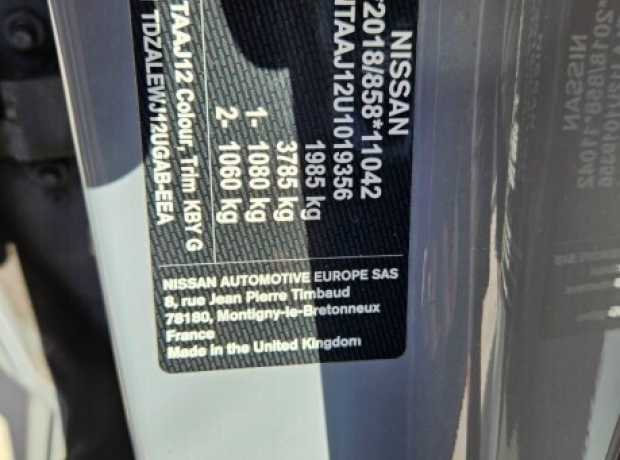 NISSAN
*2018/858*11042
NTAAJ12U1019356
1985 kg
3785 kg
1- 1080 kg
2- 1060 kg
TAAJ12 Colour, Trim KBY G
TDZALEWJ12UGAB-EEA
NISSAN AUTOMOTIVE EUROPE SAS
8, rue Jean Pierre Timbaud
78180, Montigny-le-Bretonneux
France
Made in the United Kingdom